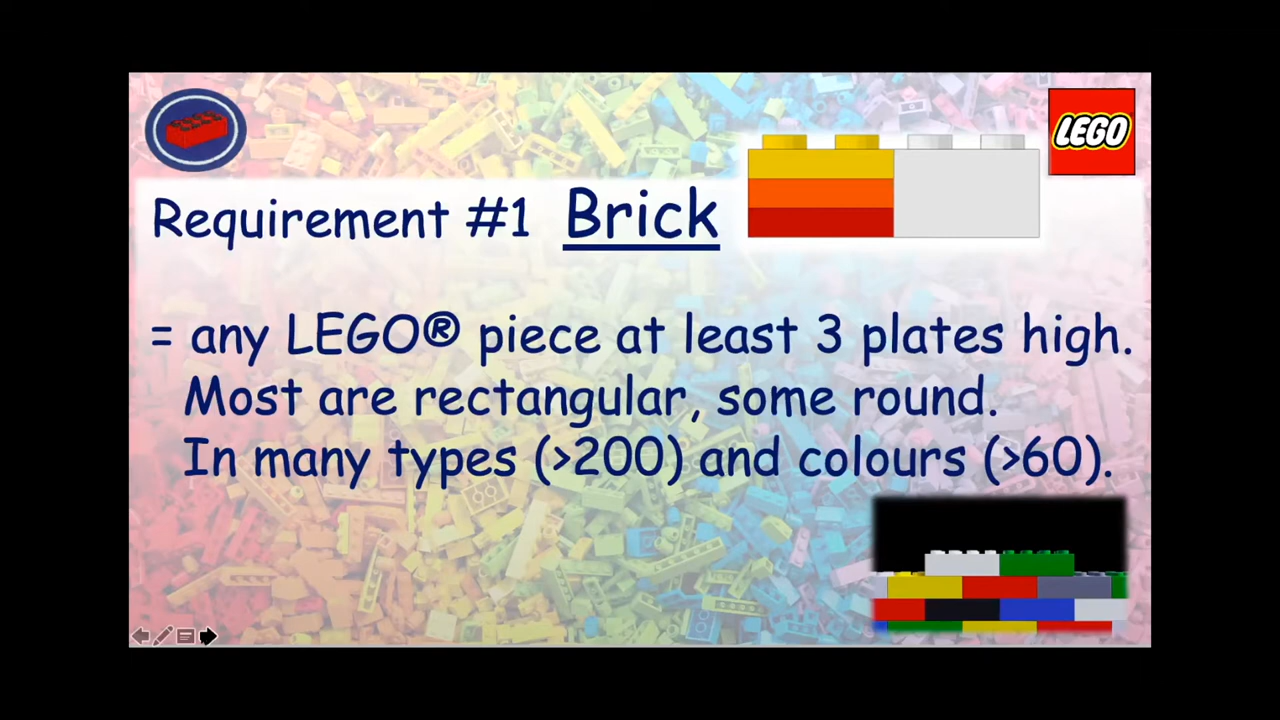 LEGO
Requirement #1 Brick
= any LEGO® piece at least 3 plates high.
Most are rectangular, some round.
In many types (>200) and colours (>60).